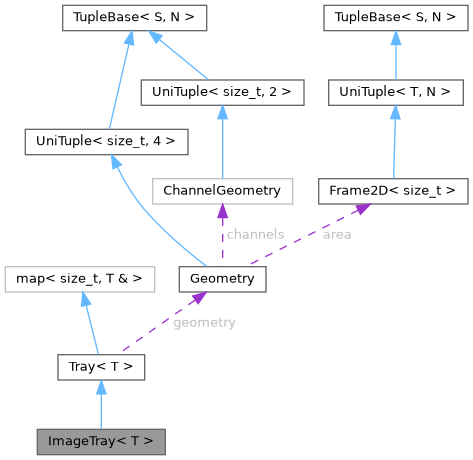 TupleBase< S, N >
TupleBase< S, N >
UniTuple< size_t, 2 >
UniTuple< T, N >
UniTuple< size_t, 4 >
ChannelGeometry
Frame2D< size_t >
channels
area
map< size_t, T & >
Geometry
geometry
Tray< T >
ImageTray< T >